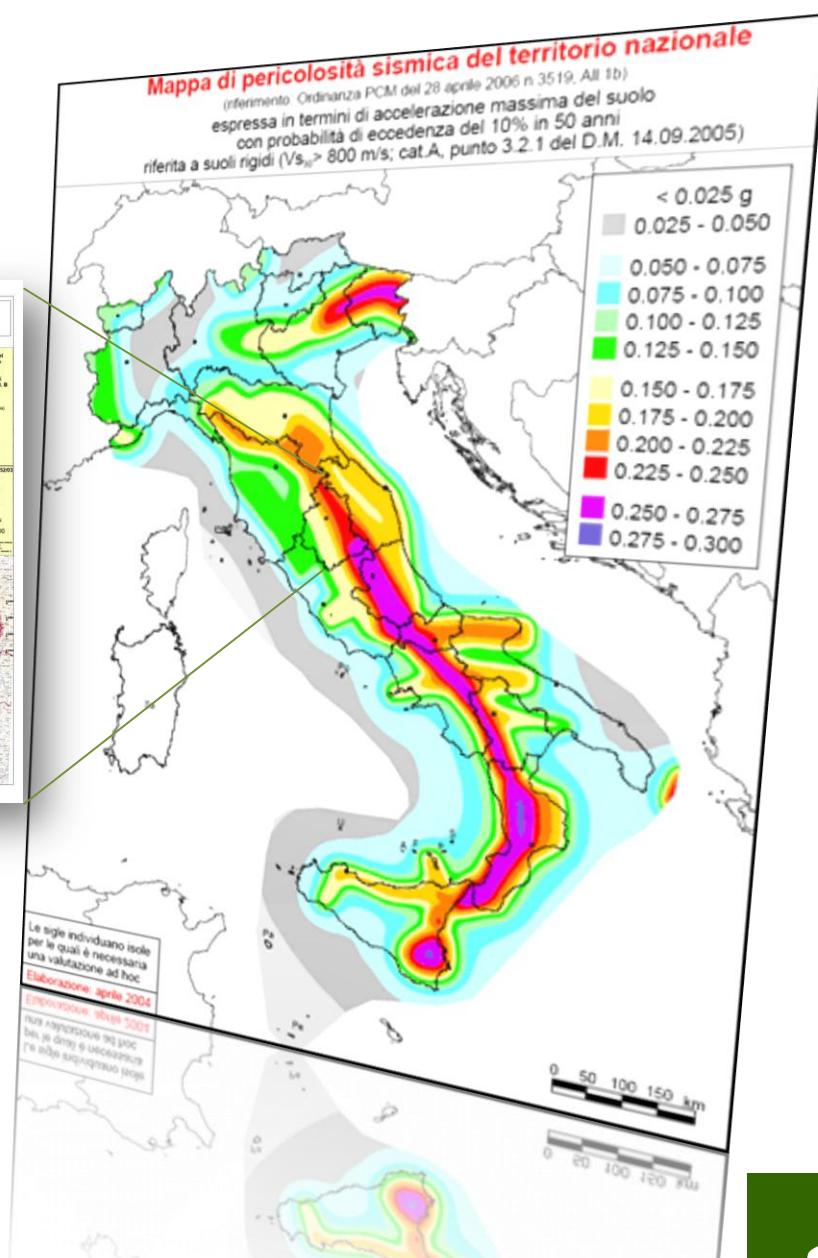 Mappa di pericolosità sismica del territorio nazionale
(riferimento: Ordinanza PCM del 28 aprile 2006 n 3519, All 1b)
espressa in termini di accelerazione massima del suolo
con probabilità di eccedenza del 10% in 50 anni
riferita a suoli rigidi (Vs₃₀> 800 m/s; cat.A, punto 3.2.1 del D.M. 14.09.2005)
< 0.025 g
0.025 - 0.050
0.050 - 0.075
0.075 - 0.100
0.100 - 0.125
0.125 - 0.150
0.150 - 0.175
0.175 - 0.200
0.200 - 0.225
0.225 - 0.250
0.250 - 0.275
0.275 - 0.300
U
Pa
Pe
Le sigle individuano isole
per le quali è necessaria
una valutazione ad hoc
Elaborazione: aprile 2004
0 50 100 150 km